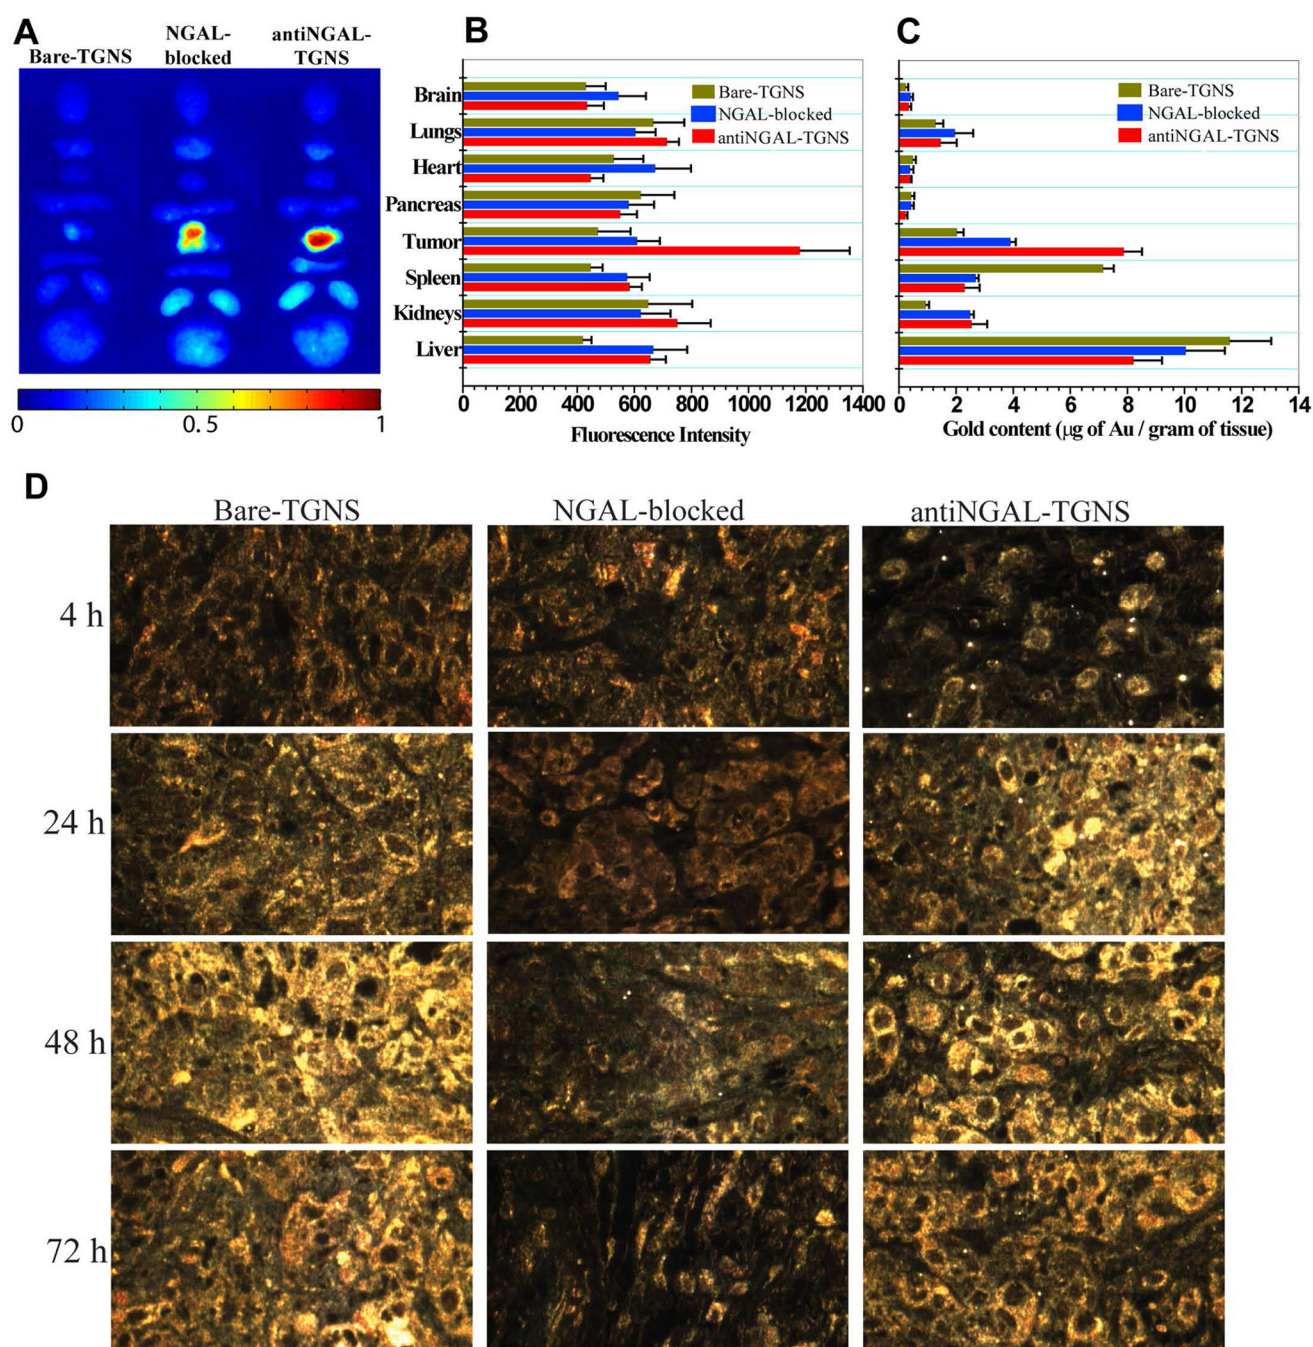 A
Bare-TGNS
NGAL-
blocked
antiNGAL-
TGNS
0
0.5
1
B
Brain
Lungs
Heart
Pancreas
Tumor
Spleen
Kidneys
Liver
Bare-TGNS
NGAL-blocked
antiNGAL-TGNS
0 200 400 600 800 1000 1200 1400
Fluorescence Intensity
C
Bare-TGNS
NGAL-blocked
antiNGAL-TGNS
0 2 4 6 8 10 12 14
Gold content (µg of Au / gram of tissue)
D
Bare-TGNS
NGAL-blocked
antiNGAL-TGNS
4 h
24 h
48 h
72 h